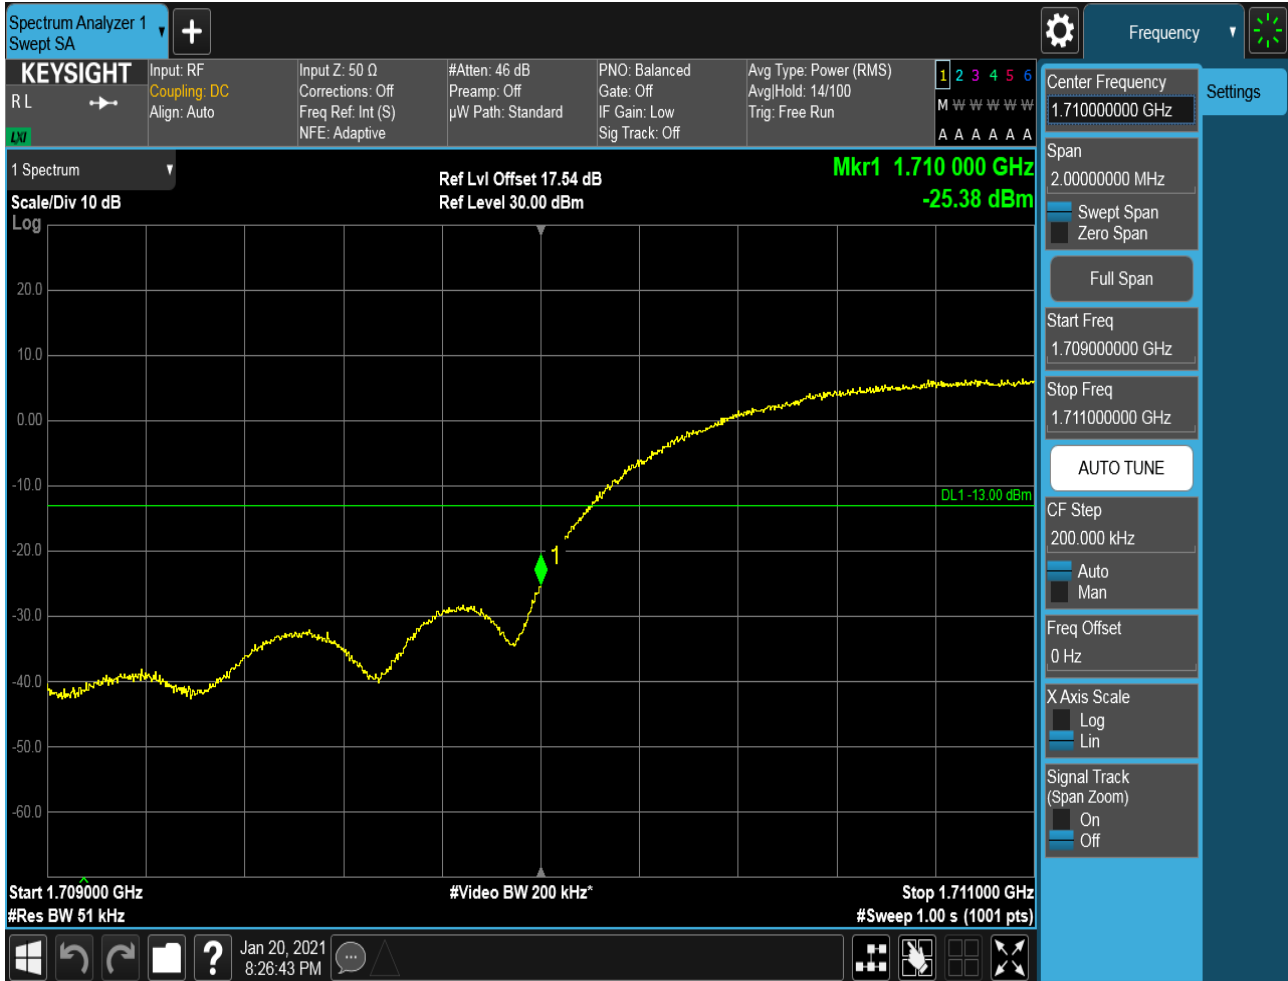 Spectrum Analyzer 1
Swept SA
Frequency
KEYSIGHT
R L
LXI
Input: RF
Coupling: DC
Align: Auto
Input Z: 50 Ω
Corrections: Off
Freq Ref: Int (S)
NFE: Adaptive
#Atten: 46 dB
Preamp: Off
µW Path: Standard
PNO: Balanced
Gate: Off
IF Gain: Low
Sig Track: Off
Avg Type: Power (RMS)
Avg|Hold: 14/100
Trig: Free Run
1 2 3 4 5 6
M W W W W W
A A A A A A
1 Spectrum
Scale/Div 10 dB
Log
Ref Lvl Offset 17.54 dB
Ref Level 30.00 dBm
Mkr1 1.710 000 GHz
-25.38 dBm
20.0
10.0
0.00
-10.0
-20.0
-30.0
-40.0
-50.0
-60.0
DL1 -13.00 dBm
1
Start 1.709000 GHz
#Res BW 51 kHz
#Video BW 200 kHz*
Stop 1.711000 GHz
#Sweep 1.00 s (1001 pts)
Jan 20, 2021
8:26:43 PM
Center Frequency
1.710000000 GHz
Settings
Span
2.00000000 MHz
Swept Span
Zero Span
Full Span
Start Freq
1.709000000 GHz
Stop Freq
1.711000000 GHz
AUTO TUNE
CF Step
200.000 kHz
Auto
Man
Freq Offset
0 Hz
X Axis Scale
Log
Lin
Signal Track
(Span Zoom)
On
Off